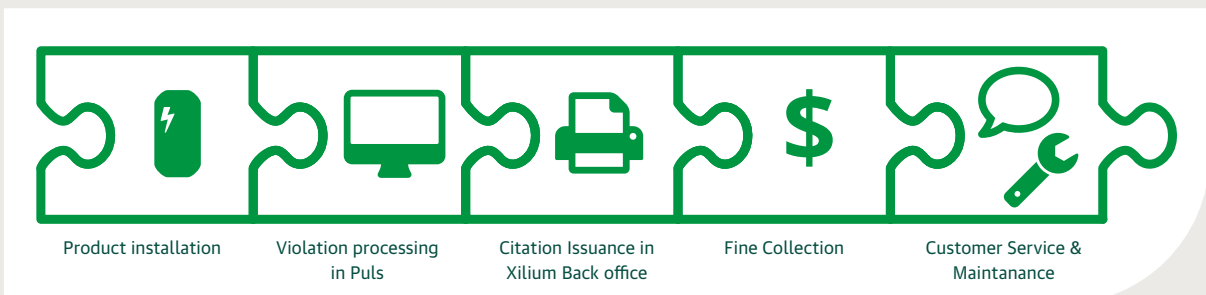 Product installation
Violation processing
in Puls
Citation Issuance in
Xilium Back office
Fine Collection
Customer Service &
Maintanance